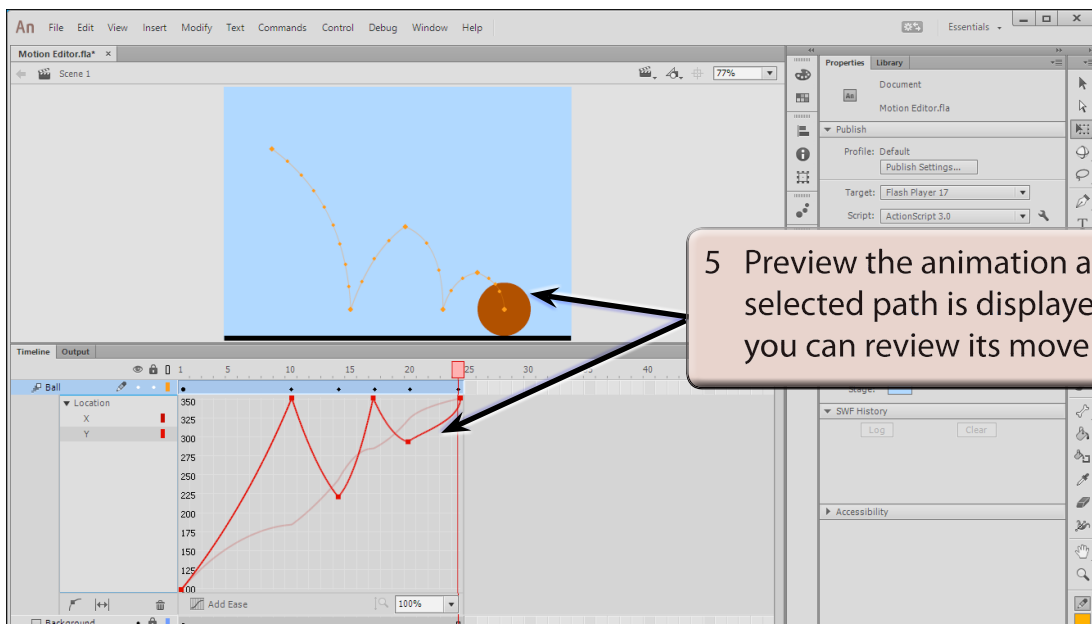 An File Edit View Insert Modify Text Commands Control Debug Window Help Essentials
Motion Editor.fla* ×
Scene 1 77%
Properties Library
Document
An
Motion Editor.fla
Publish
Profile: Default
Publish Settings...
Target: Flash Player 17
Script: ActionScript 3.0
5 Preview the animation a
selected path is displaye
you can review its move
Stage:
SWF History
Log Clear
Accessibility
Timeline Output
1 5 10 15 20 25 30 35 40
Ball
Location
X
Y
350
325
300
275
250
225
200
175
150
125
100
Add Ease 100%
Background